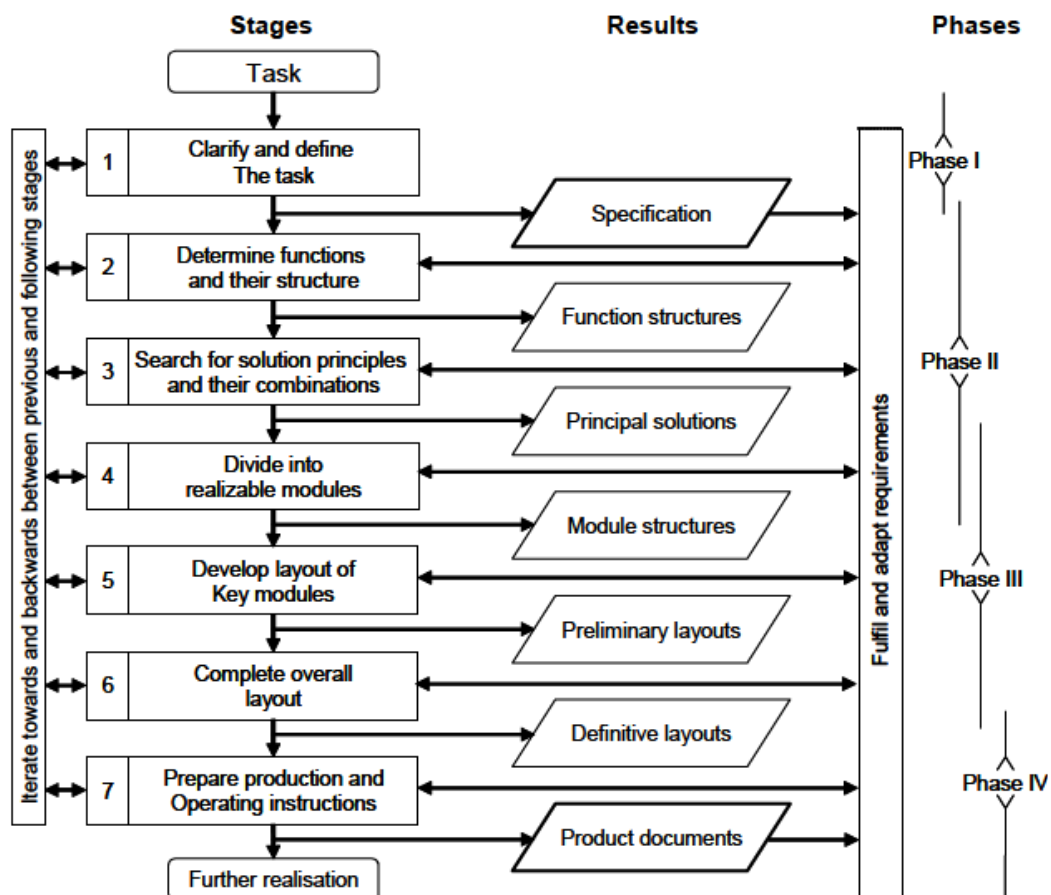 Stages
Results
Phases
Task
Iterate towards and backwards between previous and following stages
1
Clarify and define
The task
Specification
Phase I
2
Determine functions
and their structure
Function structures
3
Search for solution principles
and their combinations
Principal solutions
Phase II
4
Divide into
realizable modules
Module structures
5
Develop layout of
Key modules
Preliminary layouts
Phase III
6
Complete overall
layout
Definitive layouts
7
Prepare production and
Operating instructions
Product documents
Phase IV
Further realisation
Fulfil and adapt requirements